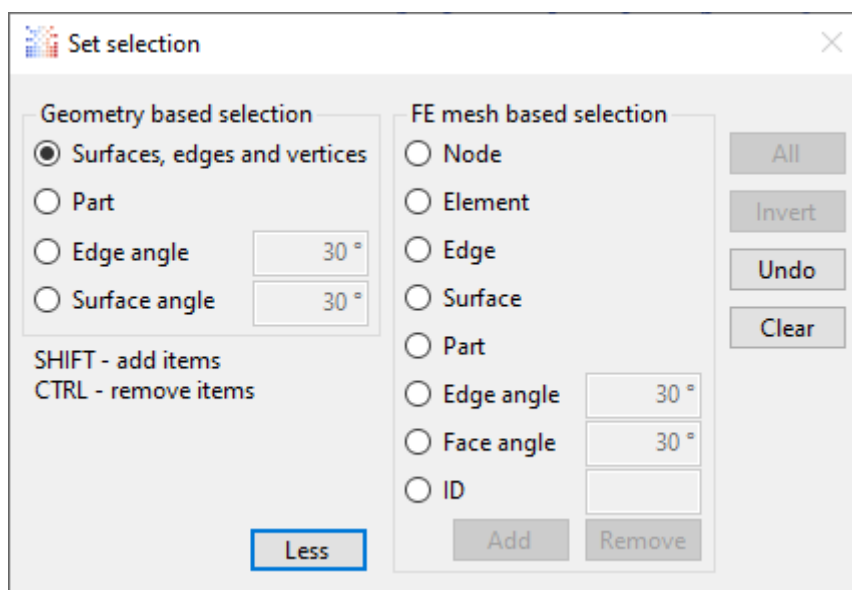 Set selection
Geometry based selection
Surfaces, edges and vertices
Part
Edge angle 30 °
Surface angle 30 °
SHIFT - add items
CTRL - remove items
Less
FE mesh based selection
Node
Element
Edge
Surface
Part
Edge angle 30 °
Face angle 30 °
ID
Add Remove
All
Invert
Undo
Clear